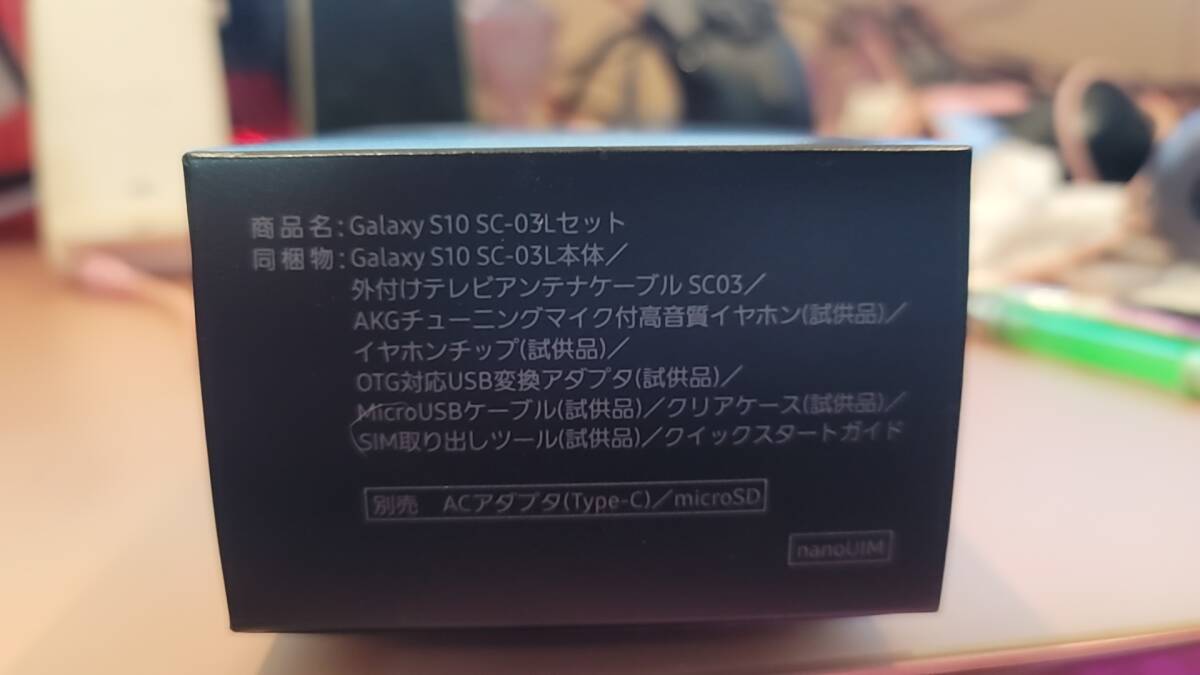 商品名:Galaxy S10 SC-03Lセット
同梱物:Galaxy S10 SC-03L本体／
外付けテレビアンテナケーブル SC03／
AKGチューニングマイク付高音質イヤホン(試供品)／
イヤホンチップ(試供品)／
OTG対応USB変換アダプタ(試供品)／
MicroUSBケーブル(試供品)／クリアケース(試供品)／
SIM取り出しツール(試供品)／クイックスタートガイド
別売 ACアダプタ(Type-C)／microSD
nanoUIM